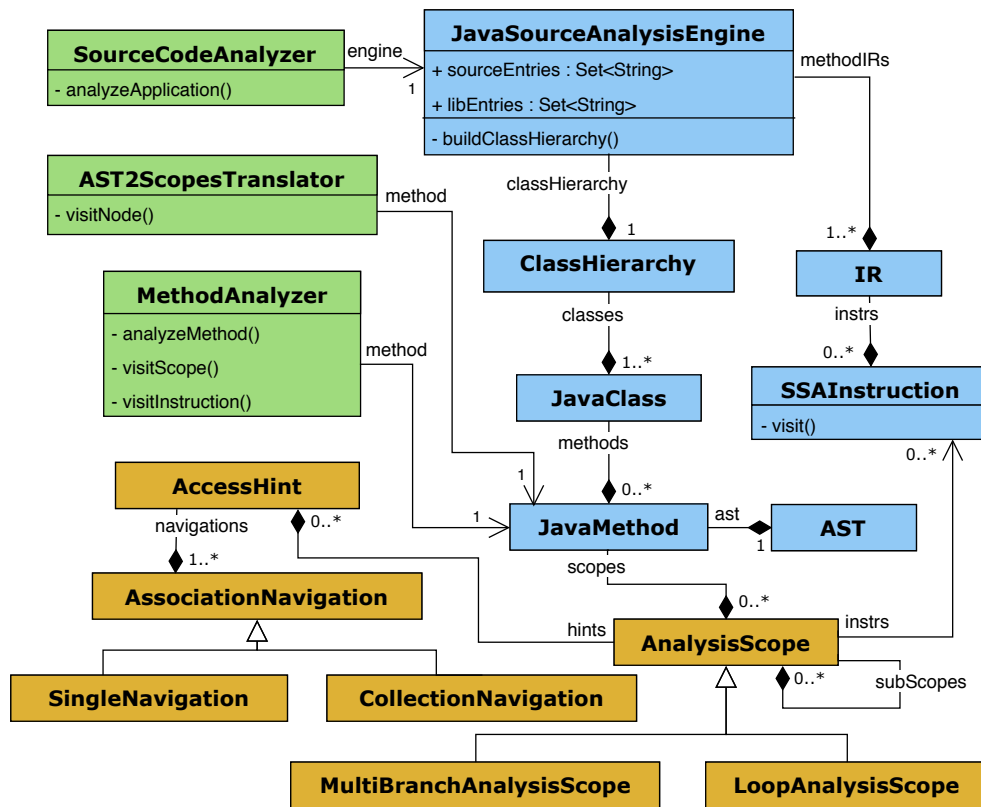 SourceCodeAnalyzer
- analyzeApplication()
engine
1
JavaSourceAnalysisEngine
+ sourceEntries : Set<String>
+ libEntries : Set<String>
- buildClassHierarchy()
methodIRs
AST2ScopesTranslator
- visitNode()
method
classHierarchy
1
1..*
ClassHierarchy
IR
MethodAnalyzer
- analyzeMethod()
- visitScope()
- visitInstruction()
method
classes
instrs
1..*
0..*
JavaClass
SSAInstruction
- visit()
methods
0..*
AccessHint
1
0..*
navigations
0..*
1
JavaMethod
ast
1
AST
1..*
scopes
AssociationNavigation
0..*
hints
AnalysisScope
instrs
0..*
subScopes
SingleNavigation
CollectionNavigation
MultiBranchAnalysisScope
LoopAnalysisScope